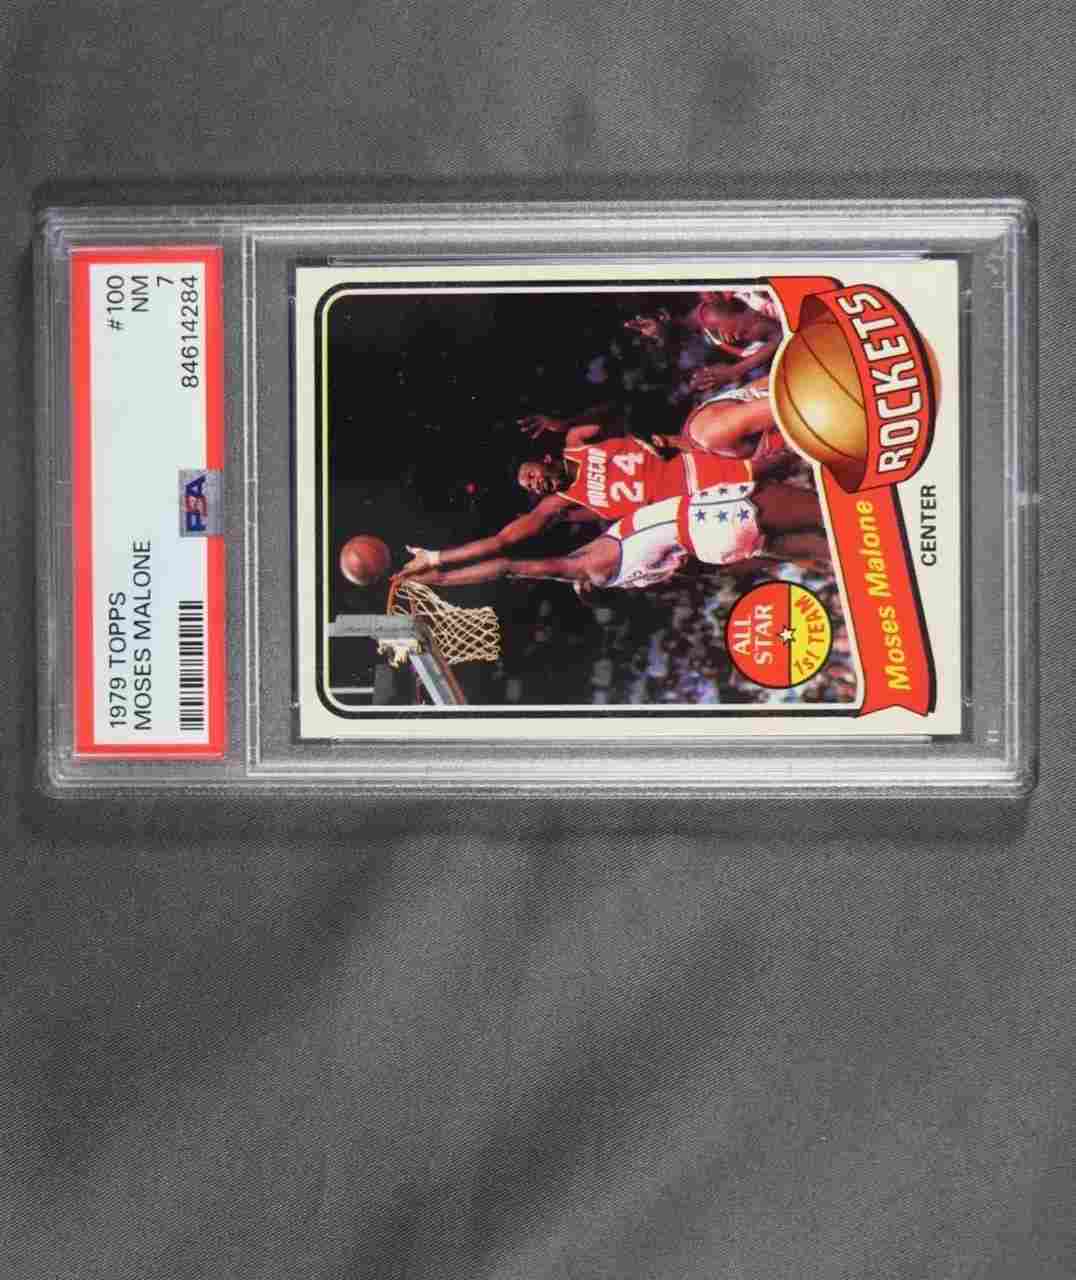 1979 TOPPS #100
MOSES MALONE NM
7
PSA
84614284
HOUSTON
24
ALL
STAR
1ST TEAM
ROCKETS
Moses Malone
CENTER